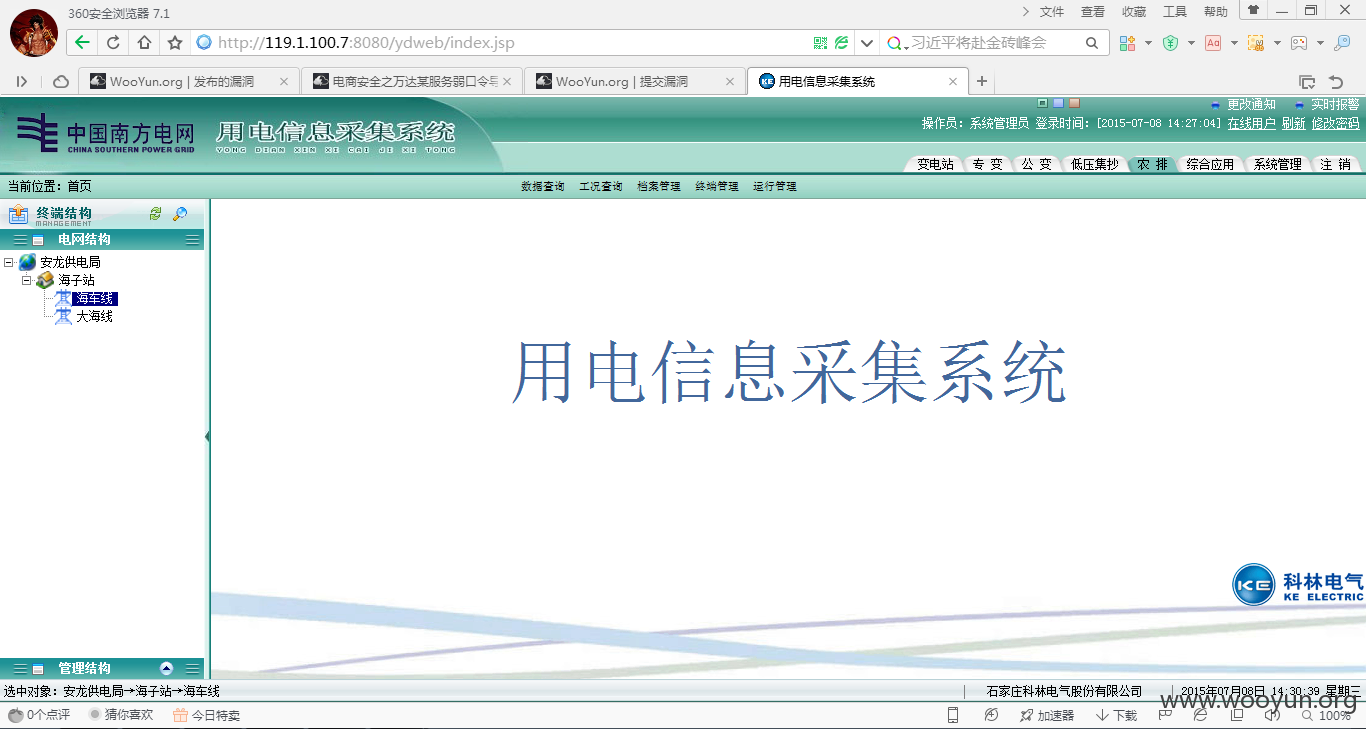 360安全浏览器 7.1
文件 查看 收藏 工具 帮助
http://119.1.100.7:8080/ydweb/index.jsp
习近平将赴金砖峰会
WooYun.org | 发布的漏洞
电商安全之万达某服务弱口令导
WooYun.org | 提交漏洞
用电信息采集系统
中国南方电网
CHINA SOUTHERN POWER GRID
用电信息采集系统
YONG DIAN XIN XI CAI JI XI TONG
更改通知 实时报警
操作员：系统管理员 登录时间：[2015-07-08 14:27:04] 在线用户 刷新 修改密码
变电站 专 变 公 变 低压集抄 农 排 综合应用 系统管理 注 销
当前位置：首页
数据查询 工况查询 档案管理 终端管理 运行管理
终端结构
MANAGEMENT
电网结构
安龙供电局
海子站
海车线
大海线
用电信息采集系统
KE 科林电气
KE ELECTRIC
管理结构
选中对象：安龙供电局→海子站→海车线
石家庄科林电气股份有限公司
2015年07月08日 14:30:39 星期三
www.wooyun.org
0个点评 猜你喜欢 今日特卖
加速器 下载 100%